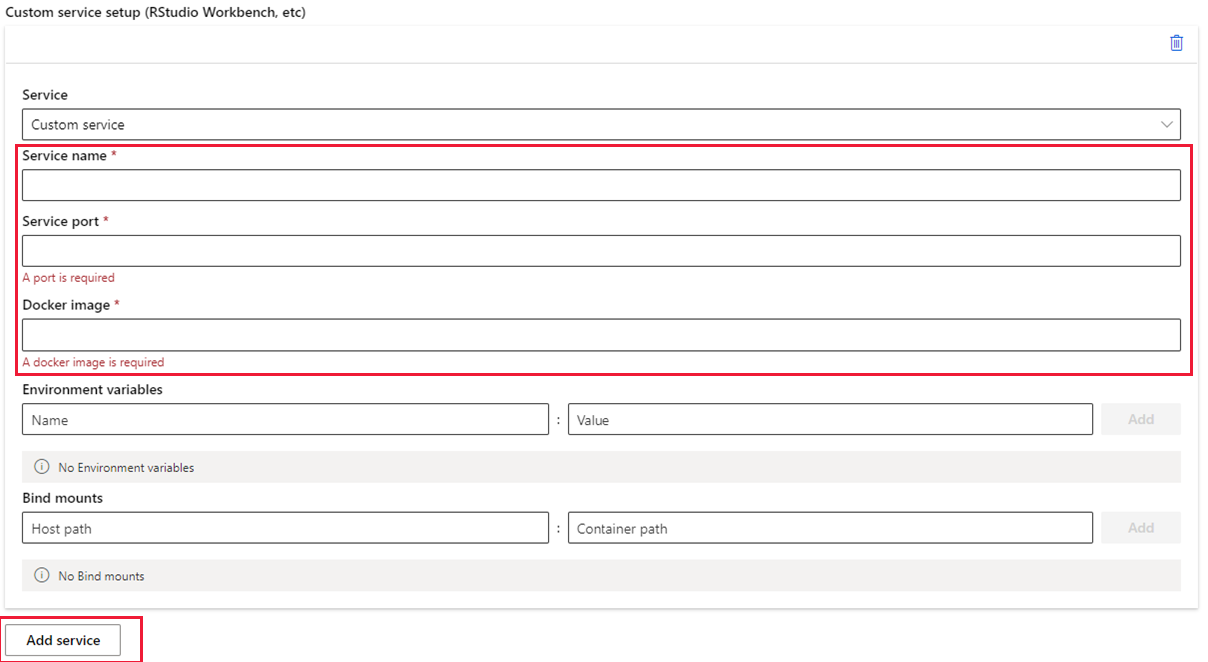 Custom service setup (RStudio Workbench, etc)
Service
Custom service
Service name *
Service port *
A port is required
Docker image *
A docker image is required
Environment variables
Name : Value Add
No Environment variables
Bind mounts
Host path : Container path Add
No Bind mounts
Add service